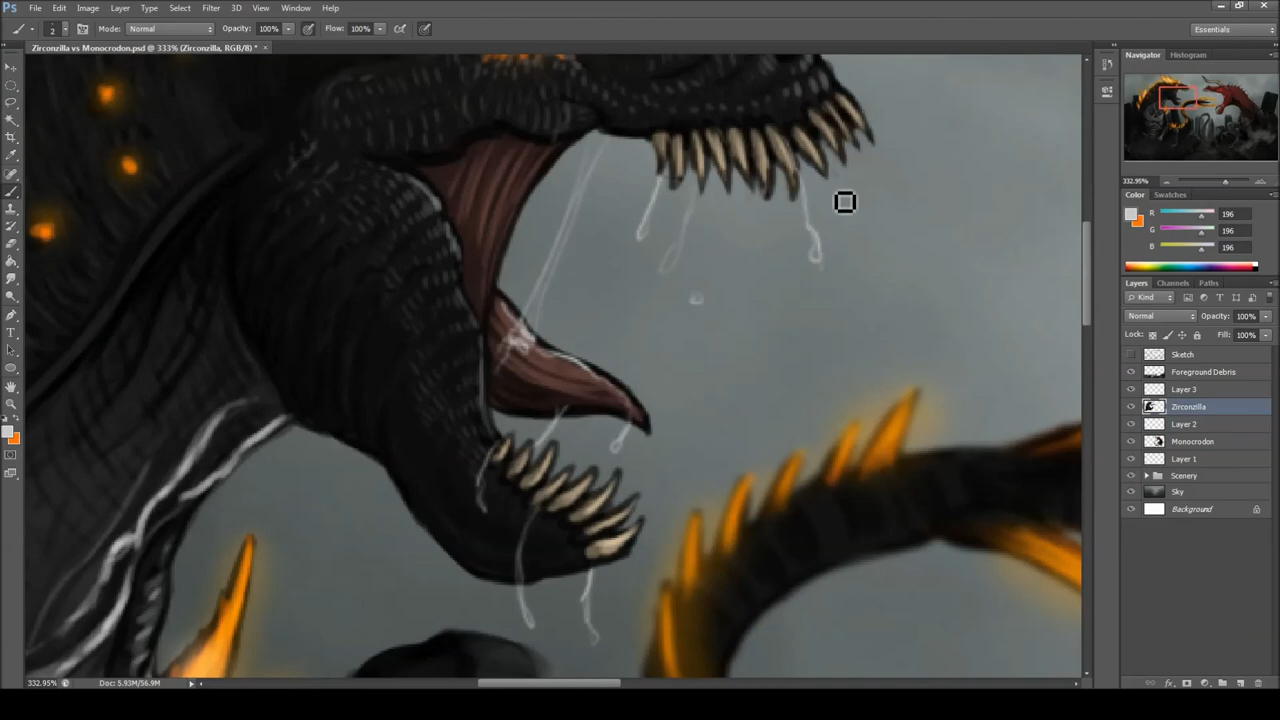 Ps File Edit Image Layer Type Select Filter 3D View Window Help
2 Mode: Normal Opacity: 100% Flow: 100% Essentials
Zirconzilla vs Monocrodon.psd @ 333% (Zirconzilla, RGB/8) * ×
Navigator Histogram
332.95%
Color Swatches
R 196
G 196
B 196
Layers Channels Paths
Kind
Normal Opacity: 100%
Lock: Fill: 100%
Sketch
Foreground Debris
Layer 3
Zirconzilla
Layer 2
Monocrodon
Layer 1
Scenery
Sky
Background
332.95% Doc: 5.93M/56.9M
fx